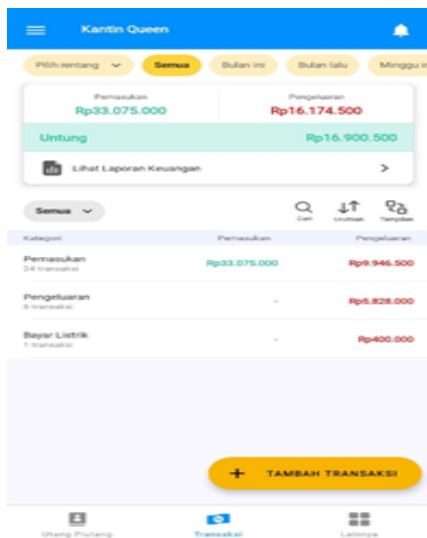 Kantin Queen
Pilih rentang Semua Bulan ini Bulan lalu Minggu i
Pemasukan Pengeluaran
Rp33.075.000 Rp16.174.500
Untung Rp16.900.500
Lihat Laporan Keuangan
Semua
Cari Urutkan Tampilan
Kategori Pemasukan Pengeluaran
Pemasukan Rp33.075.000 Rp9.946.500
24 transaksi
Pengeluaran - Rp5.828.000
8 transaksi
Bayar Listrik - Rp400.000
1 transaksi
+ TAMBAH TRANSAKSI
Utang Piutang Transaksi Lainnya